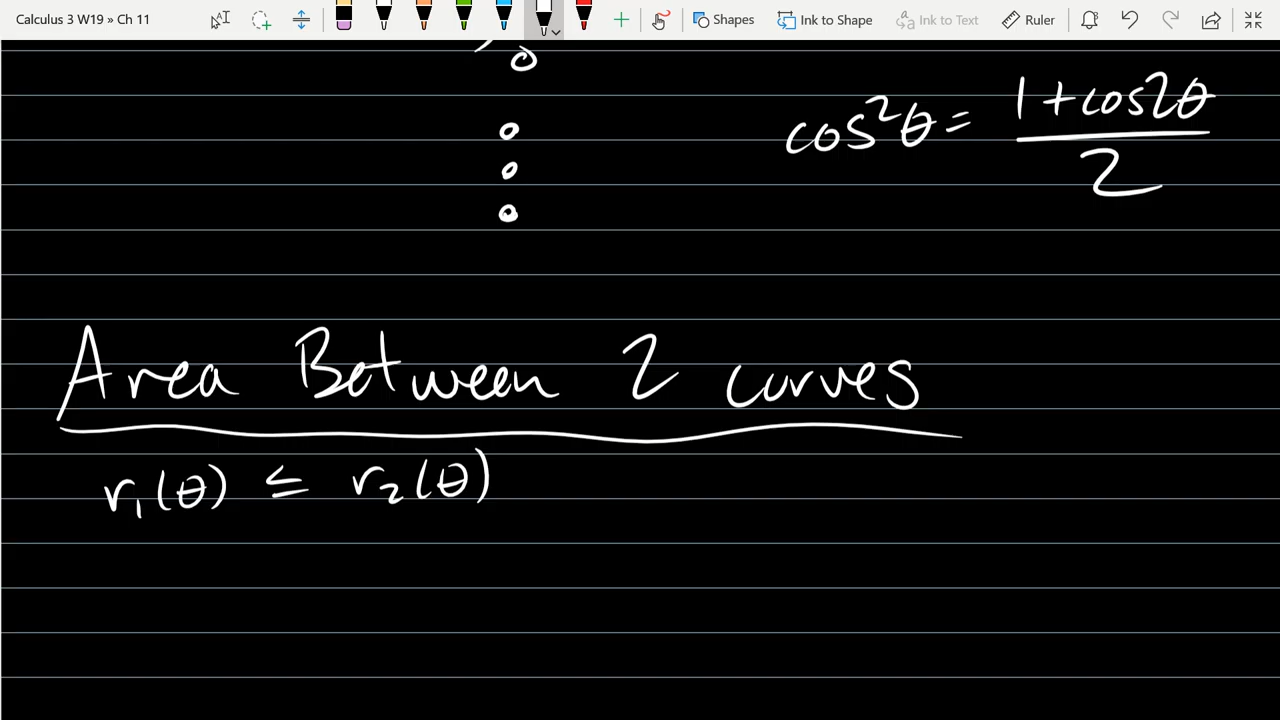 Calculus 3 W19 » Ch 11
Shapes
Ink to Shape
Ink to Text
Ruler
cos²θ = (1 + cos2θ)/2
Area Between 2 curves
r₁(θ) ≤ r₂(θ)